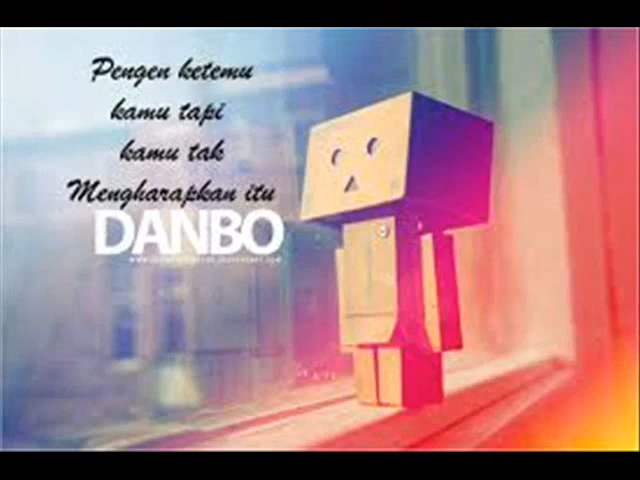 Pengen ketemu
kamu tapi
kamu tak
Mengharapkan itu
DANBO